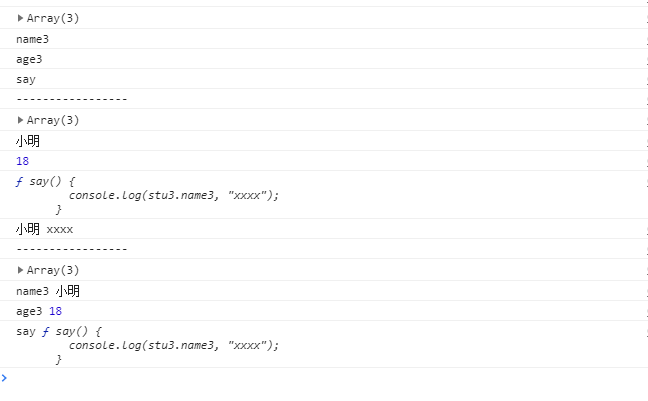 Array(3)
name3
age3
say
-----------------
Array(3)
小明
18
ƒ say() {
console.log(stu3.name3, "xxxx");
}
小明 xxxx
-----------------
Array(3)
name3 小明
age3 18
say ƒ say() {
console.log(stu3.name3, "xxxx");
}